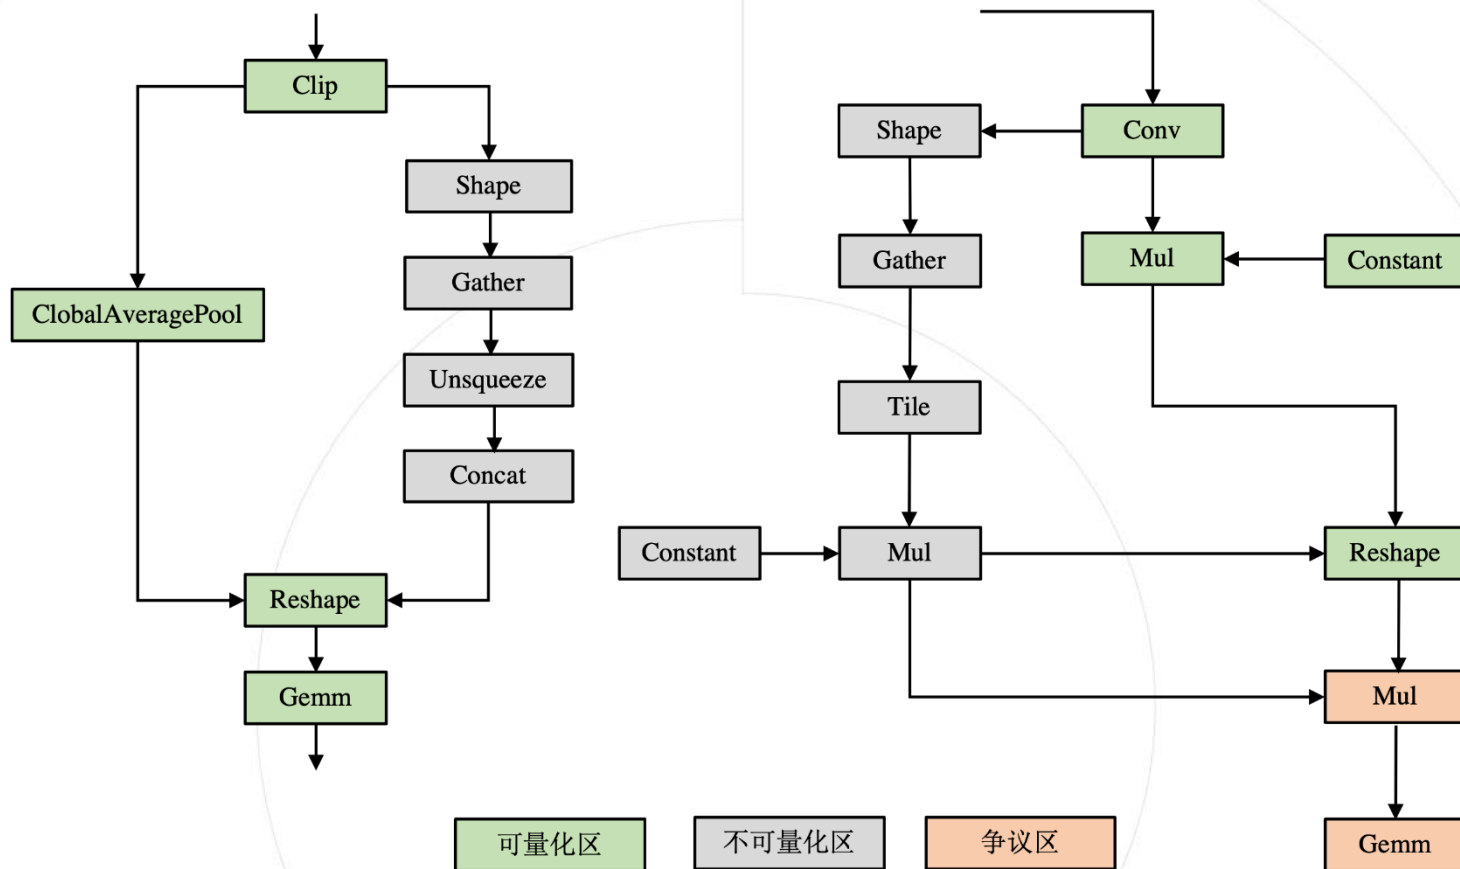 Clip
Shape
Gather
Unsqueeze
Concat
ClobalAveragePool
Reshape
Gemm
Conv
Shape
Gather
Tile
Mul
Constant
Constant
Mul
Reshape
Mul
Gemm
可量化区
不可量化区
争议区